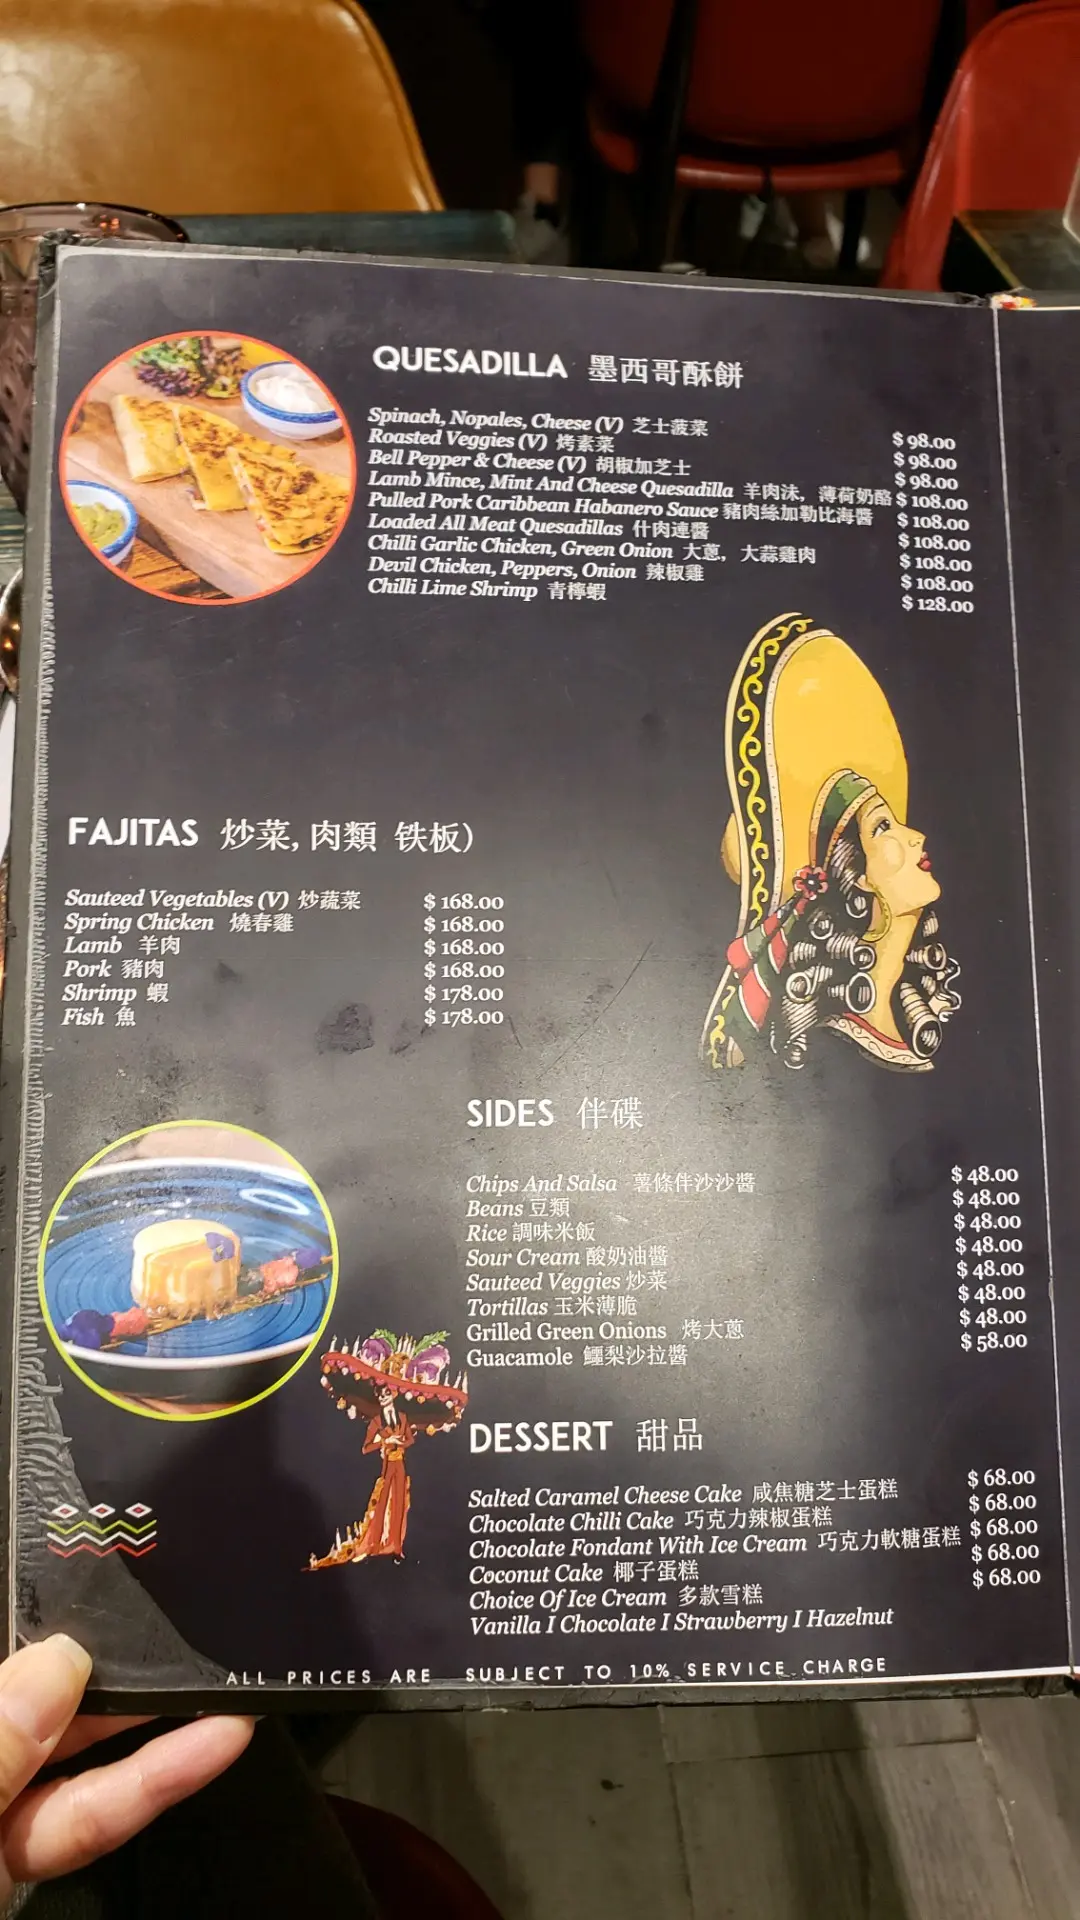 QUESADILLA 墨西哥酥餅
Spinach, Nopales, Cheese (V) 芝士菠菜 $ 98.00
Roasted Veggies (V) 烤素菜 $ 98.00
Bell Pepper & Cheese (V) 胡椒加芝士 $ 98.00
Lamb Mince, Mint And Cheese Quesadilla 羊肉沬，薄荷奶酪 $ 108.00
Pulled Pork Caribbean Habanero Sauce 豬肉絲加勒比海醬 $ 108.00
Loaded All Meat Quesadillas 什肉連醬 $ 108.00
Chilli Garlic Chicken, Green Onion 大蔥，大蒜雞肉 $ 108.00
Devil Chicken, Peppers, Onion 辣椒雞 $ 108.00
Chilli Lime Shrimp 青檸蝦 $ 128.00
FAJITAS 炒菜, 肉類 铁板）
Sauteed Vegetables (V) 炒蔬菜 $ 168.00
Spring Chicken 燒春雞 $ 168.00
Lamb 羊肉 $ 168.00
Pork 豬肉 $ 168.00
Shrimp 蝦 $ 178.00
Fish 魚 $ 178.00
SIDES 伴碟
Chips And Salsa 薯條伴沙沙醬 $ 48.00
Beans 豆類 $ 48.00
Rice 調味米飯 $ 48.00
Sour Cream 酸奶油醬 $ 48.00
Sauteed Veggies 炒菜 $ 48.00
Tortillas 玉米薄脆 $ 48.00
Grilled Green Onions 烤大蔥 $ 48.00
Guacamole 鱷梨沙拉醬 $ 58.00
DESSERT 甜品
Salted Caramel Cheese Cake 咸焦糖芝士蛋糕 $ 68.00
Chocolate Chilli Cake 巧克力辣椒蛋糕 $ 68.00
Chocolate Fondant With Ice Cream 巧克力軟糖蛋糕 $ 68.00
Coconut Cake 椰子蛋糕 $ 68.00
Choice Of Ice Cream 多款雪糕 $ 68.00
Vanilla I Chocolate I Strawberry I Hazelnut
ALL PRICES ARE SUBJECT TO 10% SERVICE CHARGE